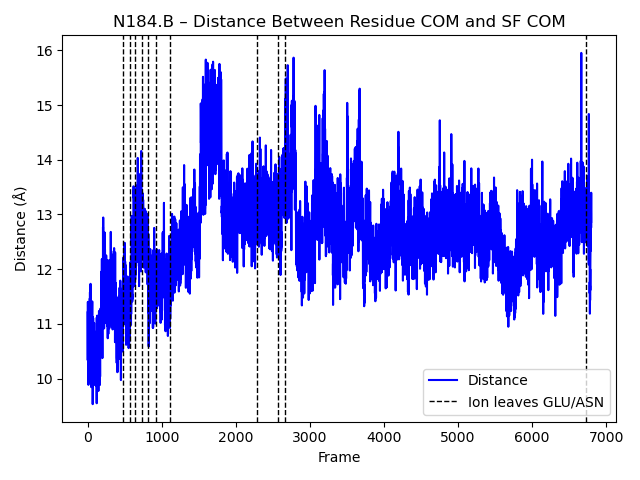 N184.B – Distance Between Residue COM and SF COM
16
15
14
13
12
11
10
Distance (Å)
0 1000 2000 3000 4000 5000 6000 7000
Frame
Distance
Ion leaves GLU/ASN